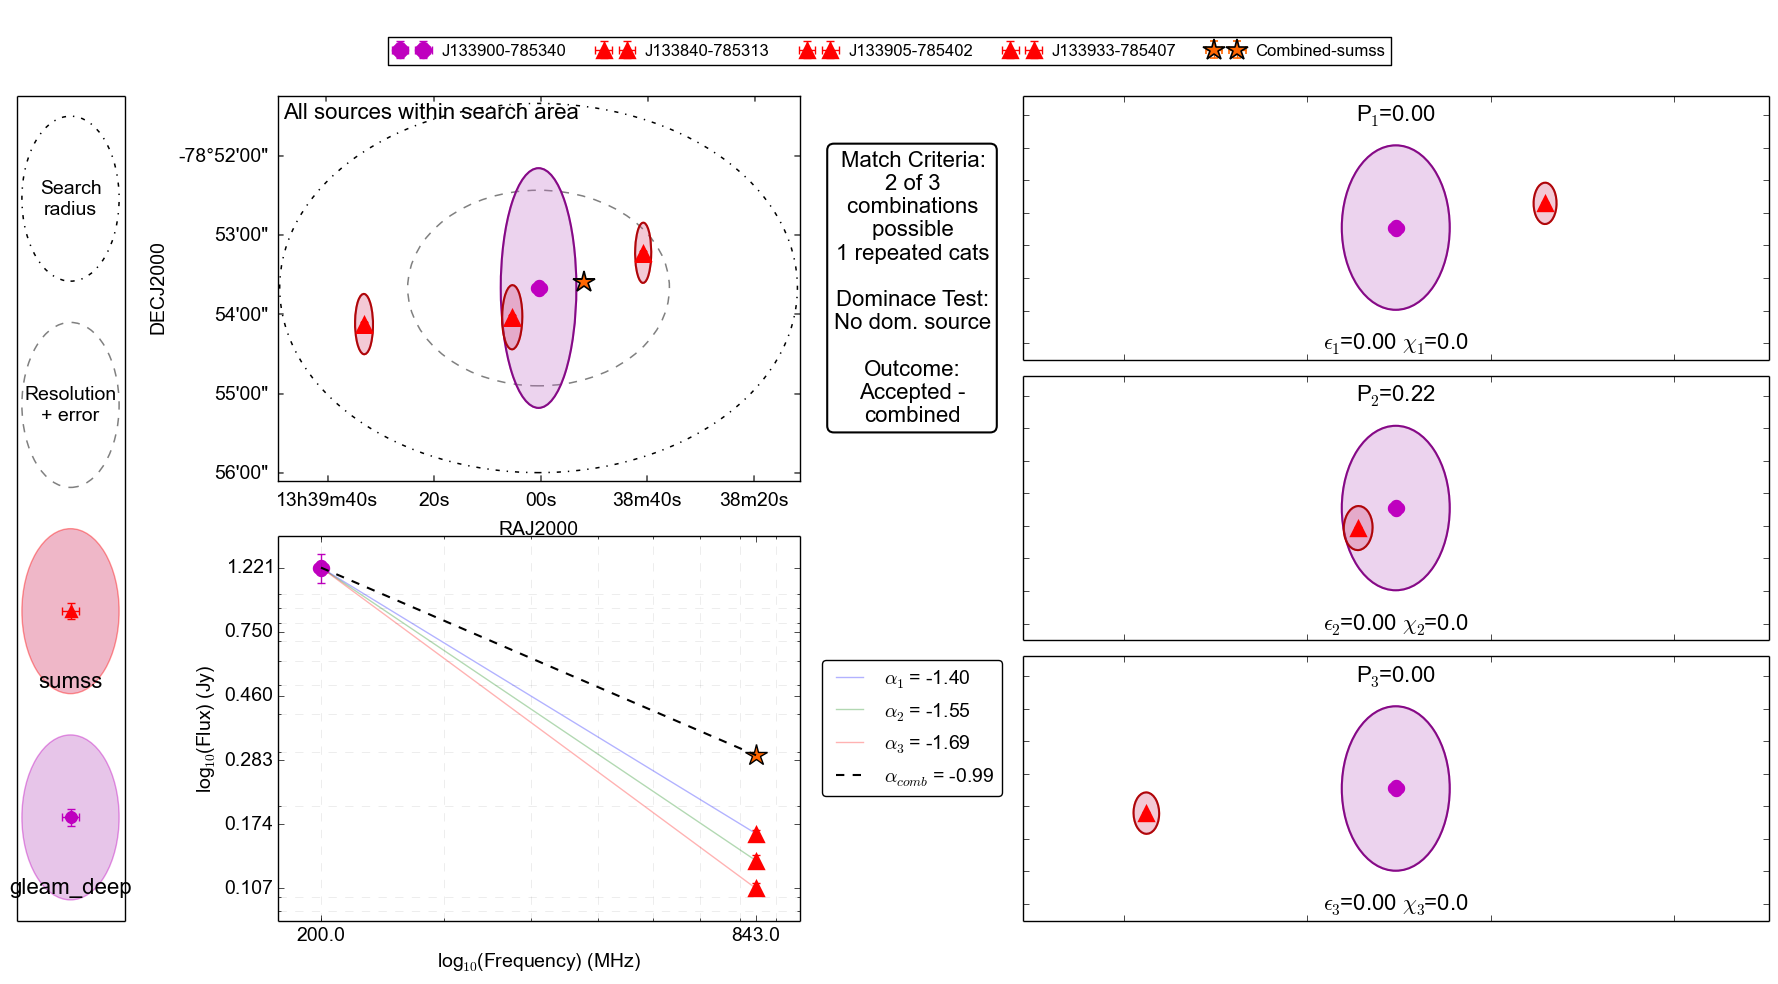 J133900-785340 J133840-785313 J133905-785402 J133933-785407 Combined-sumss
Search
radius
Resolution
+ error
sumss
gleam_deep
All sources within search area
DECJ2000
-78°52'00"
53'00"
54'00"
55'00"
56'00"
13h39m40s 20s 00s 38m40s 38m20s
RAJ2000
log10(Flux) (Jy)
1.221
0.750
0.460
0.283
0.174
0.107
200.0 843.0
log10(Frequency) (MHz)
Match Criteria:
2 of 3
combinations
possible
1 repeated cats
Dominace Test:
No dom. source
Outcome:
Accepted -
combined
α1 = -1.40
α2 = -1.55
α3 = -1.69
αcomb = -0.99
P1=0.00
ϵ1=0.00 χ1=0.0
P2=0.22
ϵ2=0.00 χ2=0.0
P3=0.00
ϵ3=0.00 χ3=0.0